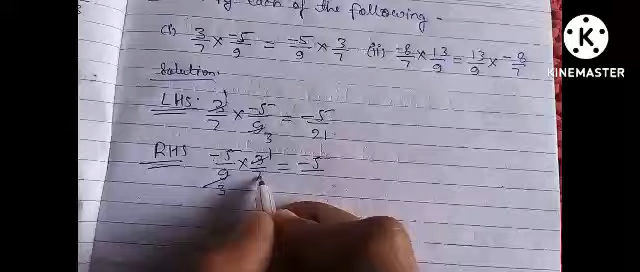 each of the following.
(i) 3/7 × -5/9 = -5/9 × 3/7 (ii) -8/7 × 13/9 = 13/9 × -8/7
Solution.
LHS. 3/7 × -5/9 = -5/21
RHS -5/9 × 3/7 = -5
KINEMASTER